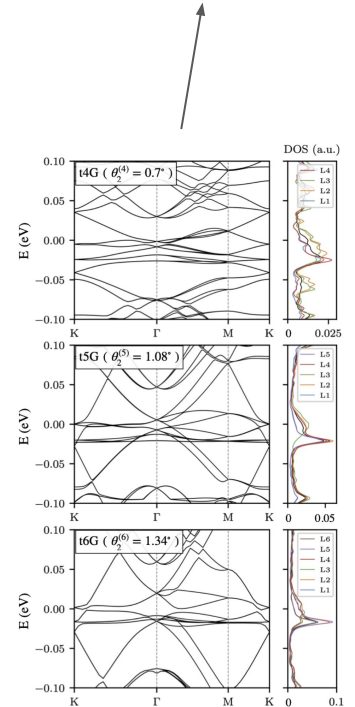 DOS (a.u.)
t4G ( θ₂⁽⁴⁾ = 0.7° )
E (eV)
0.10
0.05
0.00
−0.05
−0.10
K Γ M K
L4
L3
L2
L1
0 0.025
t5G ( θ₂⁽⁵⁾ = 1.08° )
E (eV)
0.10
0.05
0.00
−0.05
−0.10
K Γ M K
L5
L4
L3
L2
L1
0 0.05
t6G ( θ₂⁽⁶⁾ = 1.34° )
E (eV)
0.10
0.05
0.00
−0.05
−0.10
K Γ M K
L6
L5
L4
L3
L2
L1
0 0.1